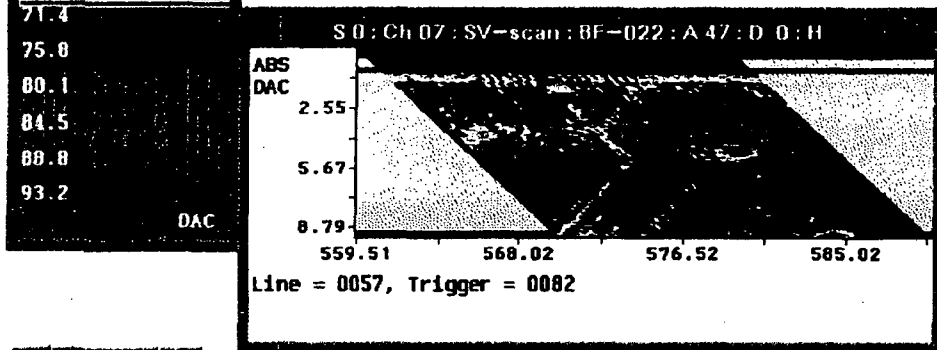 71.4
75.8
80.1
84.5
88.8
93.2
DAC
S 0 : Ch 07 : SV-scan : BF-022 : A 47 : D 0 : H
ABS
DAC
2.55
5.67
8.79
559.51 568.02 576.52 585.02
Line = 0057, Trigger = 0082